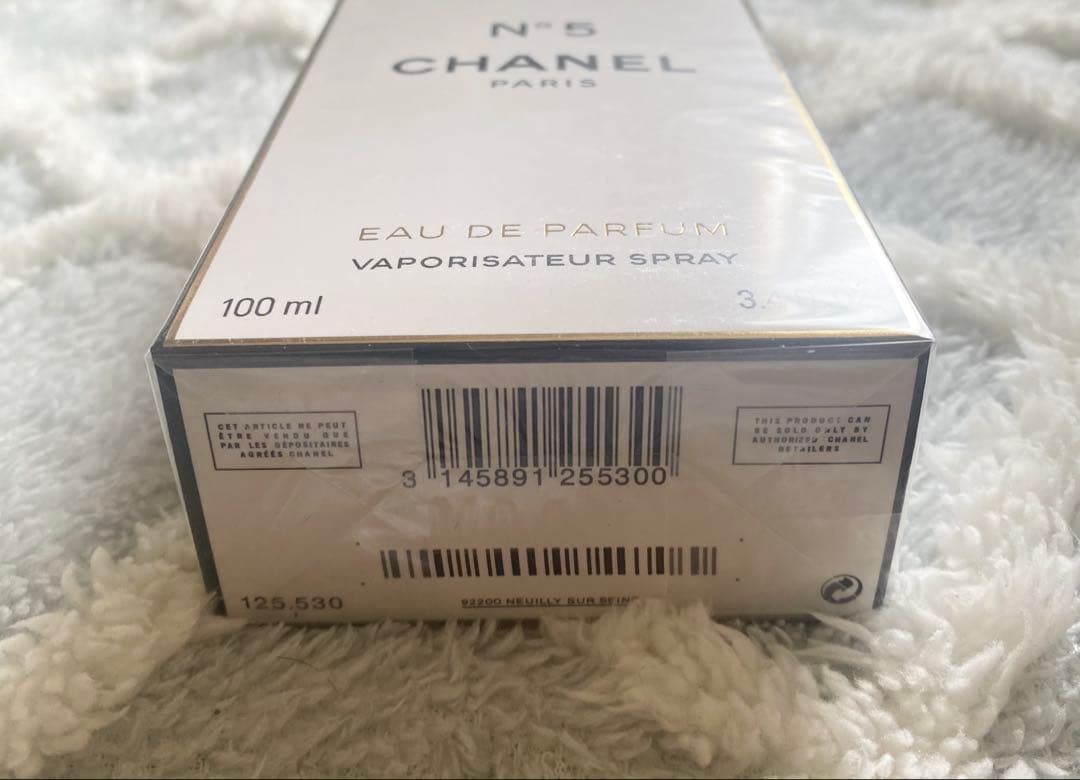 N° 5
CHANEL
PARIS
EAU DE PARFUM
VAPORISATEUR SPRAY
100 ml
CET ARTICLE NE PEUT
ÊTRE VENDU QUE
PAR LES DÉPOSITAIRES
AGRÉÉS CHANEL
3 145891 255300
THIS PRODUCT CAN
BE SOLD ONLY BY
AUTHORIZED CHANEL
RETAILERS
125.530
92200 NEUILLY SUR SEINE